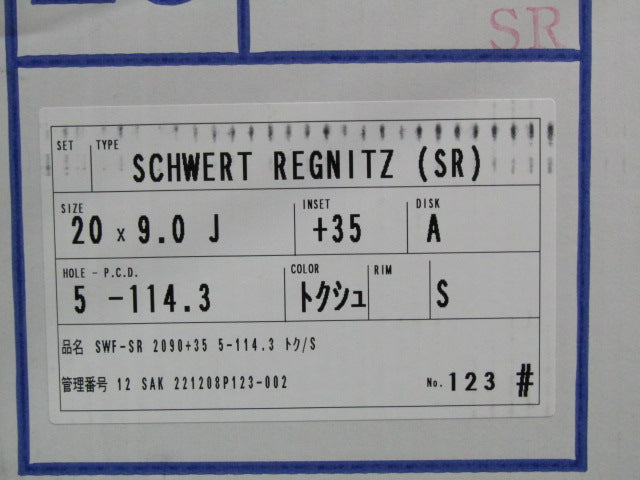 SR
SET TYPE
SCHWERT REGNITZ (SR)
SIZE INSET DISK
20 x 9.0 J +35 A
HOLE - P.C.D. COLOR RIM
5 -114.3 トクシュ S
品名 SWF-SR 2090+35 5-114.3 トク/S
管理番号 12 SAK 221208P123-002 No. 123 #